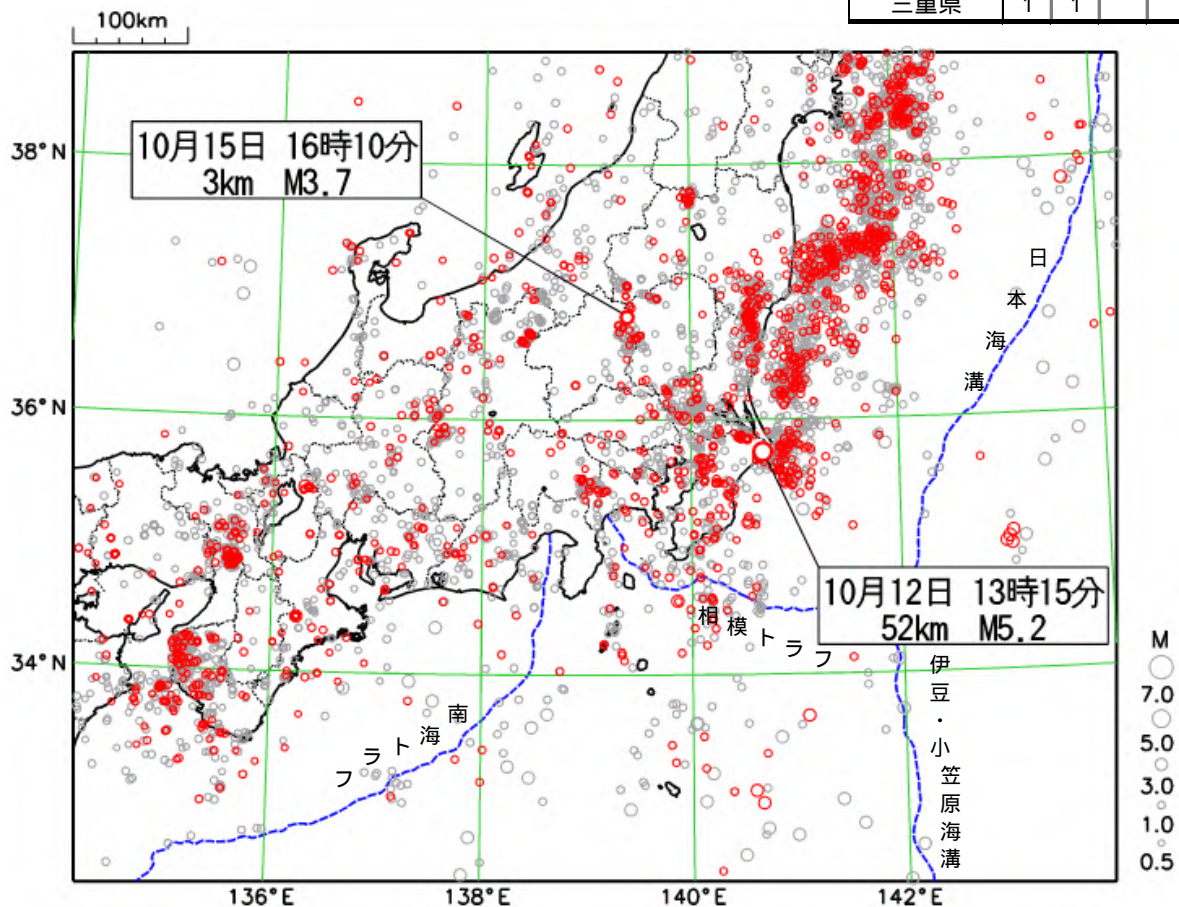 三重県 1 1
100km
38°N
10月15日 16時10分
3km M3.7
日本海溝
36°N
10月12日 13時15分
52km M5.2
相模トラフ
34°N
伊豆・小笠原海溝
南海トラフ
M
7.0
5.0
3.0
1.0
0.5
136°E
138°E
140°E
142°E